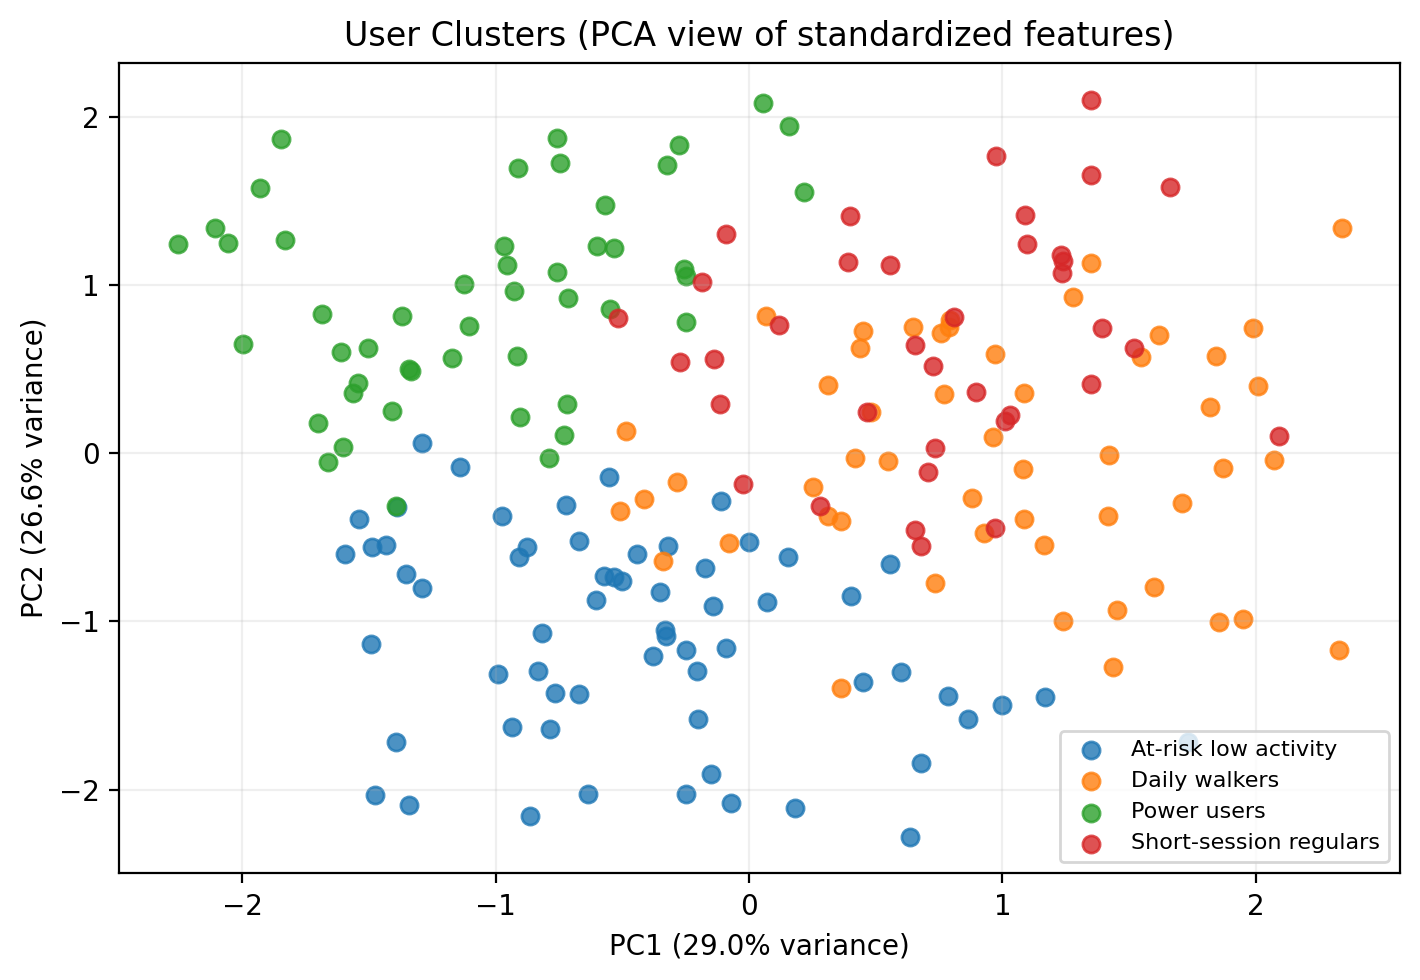 User Clusters (PCA view of standardized features)
PC2 (26.6% variance)
2
1
0
−1
−2
−2
−1
0
1
2
PC1 (29.0% variance)
At-risk low activity
Daily walkers
Power users
Short-session regulars